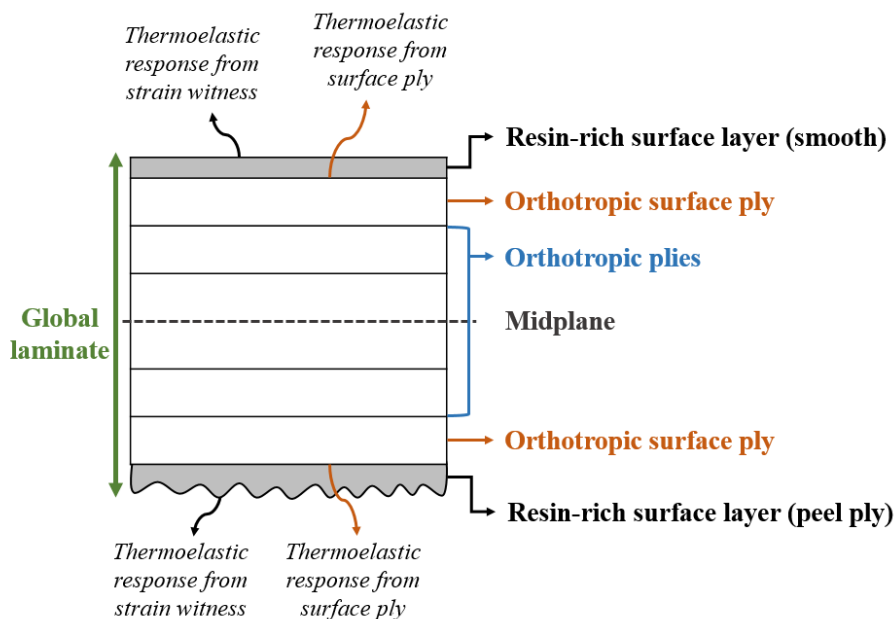 Thermoelastic
response from
strain witness
Thermoelastic
response from
surface ply
Resin-rich surface layer (smooth)
Orthotropic surface ply
Orthotropic plies
Global
laminate
Midplane
Orthotropic surface ply
Resin-rich surface layer (peel ply)
Thermoelastic
response from
strain witness
Thermoelastic
response from
surface ply